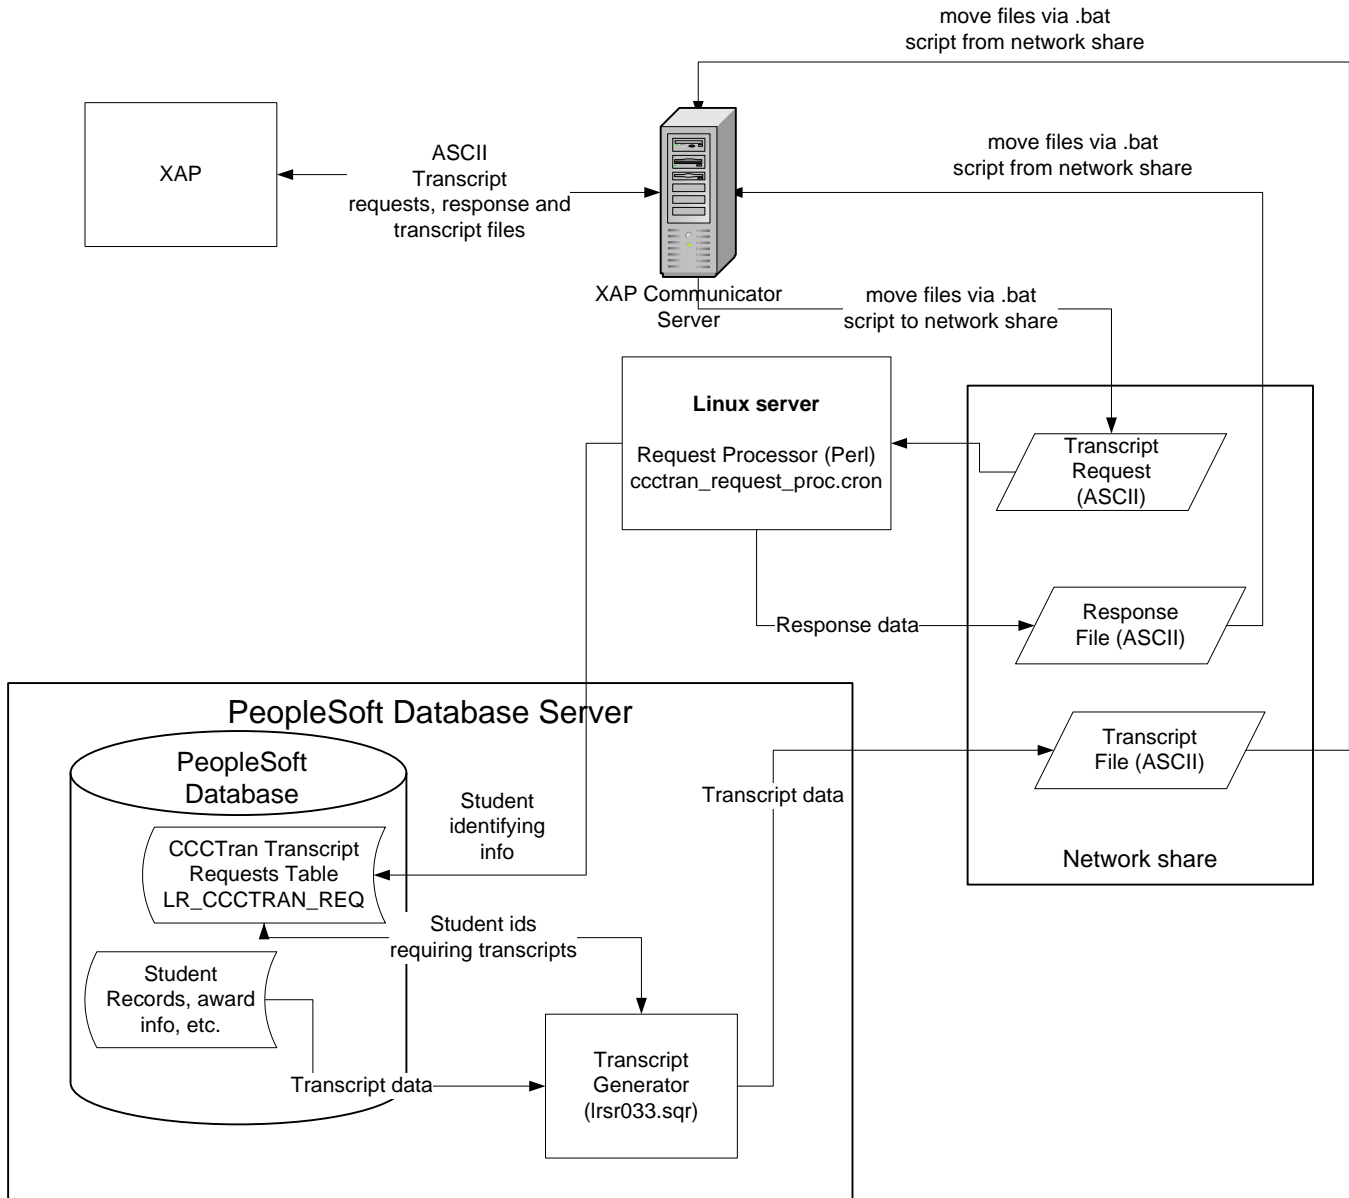 move files via .bat
script from network share
XAP
ASCII
Transcript
requests, response and
transcript files
move files via .bat
script from network share
XAP Communicator
Server
move files via .bat
script to network share
Linux server
Request Processor (Perl)
ccctran_request_proc.cron
Transcript
Request
(ASCII)
Response data
Response
File (ASCII)
PeopleSoft Database Server
PeopleSoft
Database
Transcript
File (ASCII)
Transcript data
Student
identifying
info
Network share
CCCTran Transcript
Requests Table
LR_CCCTRAN_REQ
Student ids
requiring transcripts
Student
Records, award
info, etc.
Transcript data
Transcript
Generator
(lrsr033.sqr)